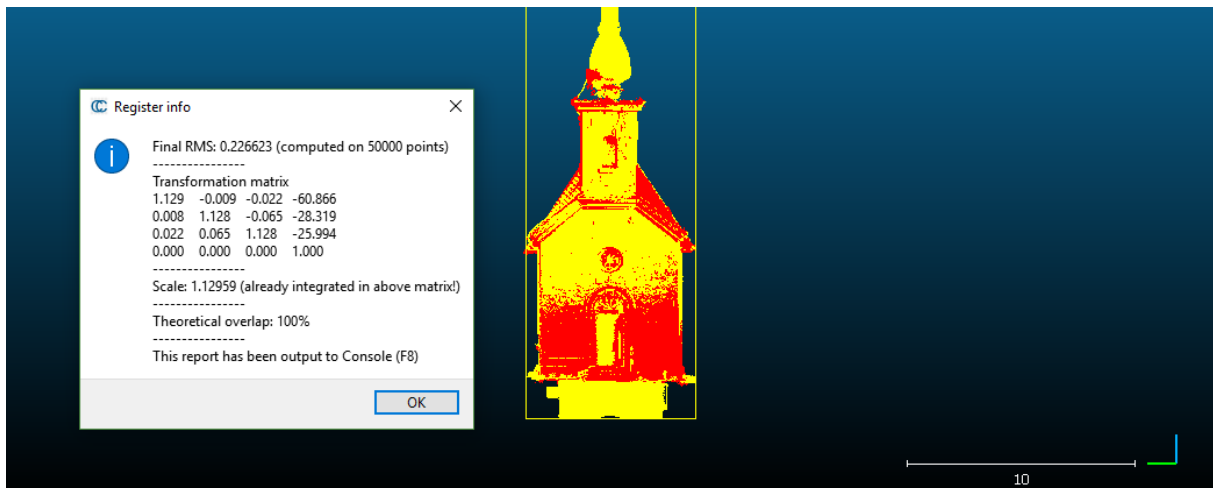 Register info
Final RMS: 0.226623 (computed on 50000 points)
----------------
Transformation matrix
1.129 -0.009 -0.022 -60.866
0.008 1.128 -0.065 -28.319
0.022 0.065 1.128 -25.994
0.000 0.000 0.000 1.000
----------------
Scale: 1.12959 (already integrated in above matrix!)
----------------
Theoretical overlap: 100%
----------------
This report has been output to Console (F8)
OK
10